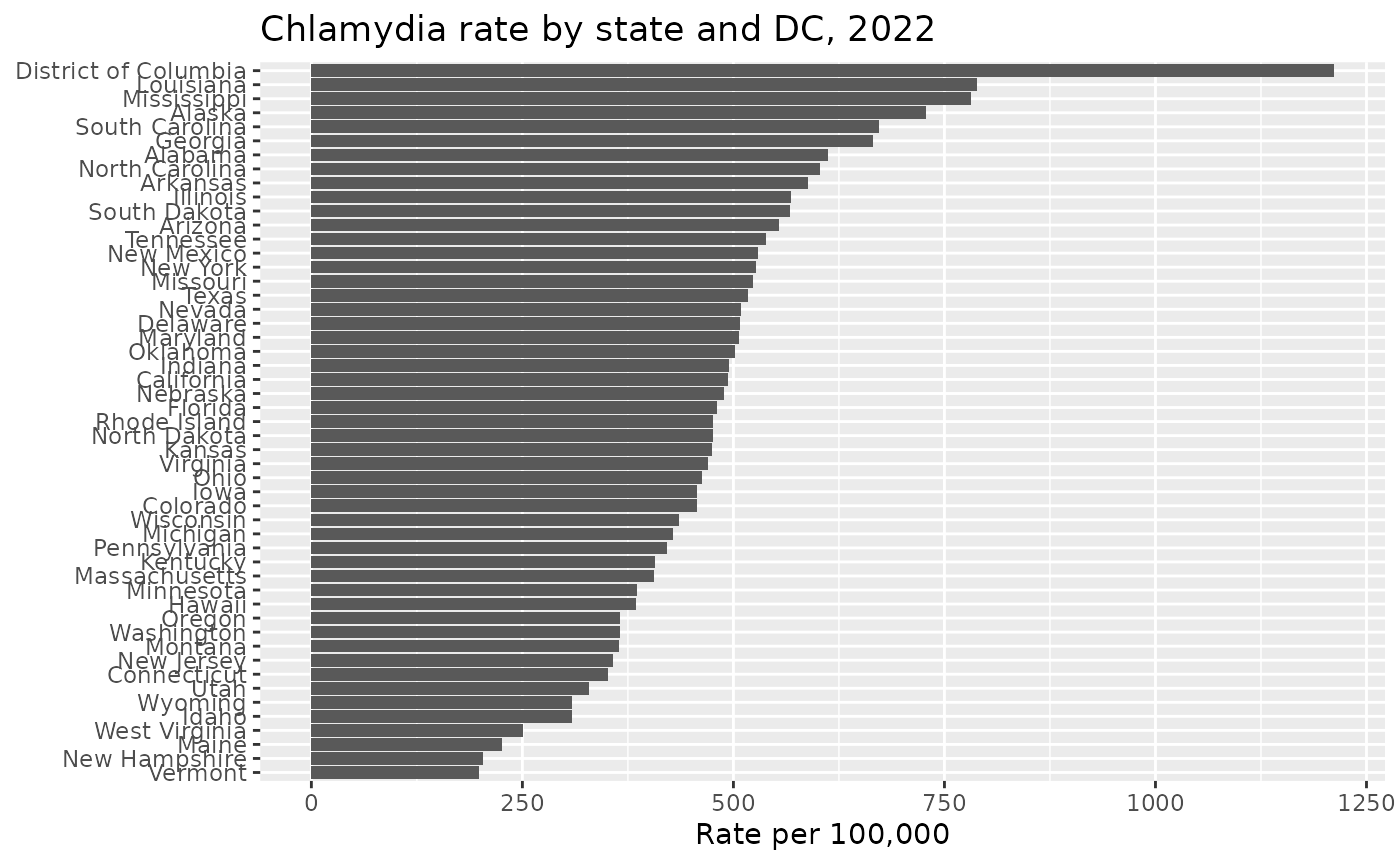 Chlamydia rate by state and DC, 2022
District of Columbia
Louisiana
Mississippi
Alaska
South Carolina
Georgia
Alabama
North Carolina
Arkansas
Illinois
South Dakota
Arizona
Tennessee
New Mexico
New York
Missouri
Texas
Nevada
Delaware
Maryland
Oklahoma
Indiana
California
Nebraska
Florida
Rhode Island
North Dakota
Kansas
Virginia
Ohio
Iowa
Colorado
Wisconsin
Michigan
Pennsylvania
Kentucky
Massachusetts
Minnesota
Hawaii
Oregon
Washington
Montana
New Jersey
Connecticut
Utah
Wyoming
Idaho
West Virginia
Maine
New Hampshire
Vermont
0 250 500 750 1000 1250
Rate per 100,000